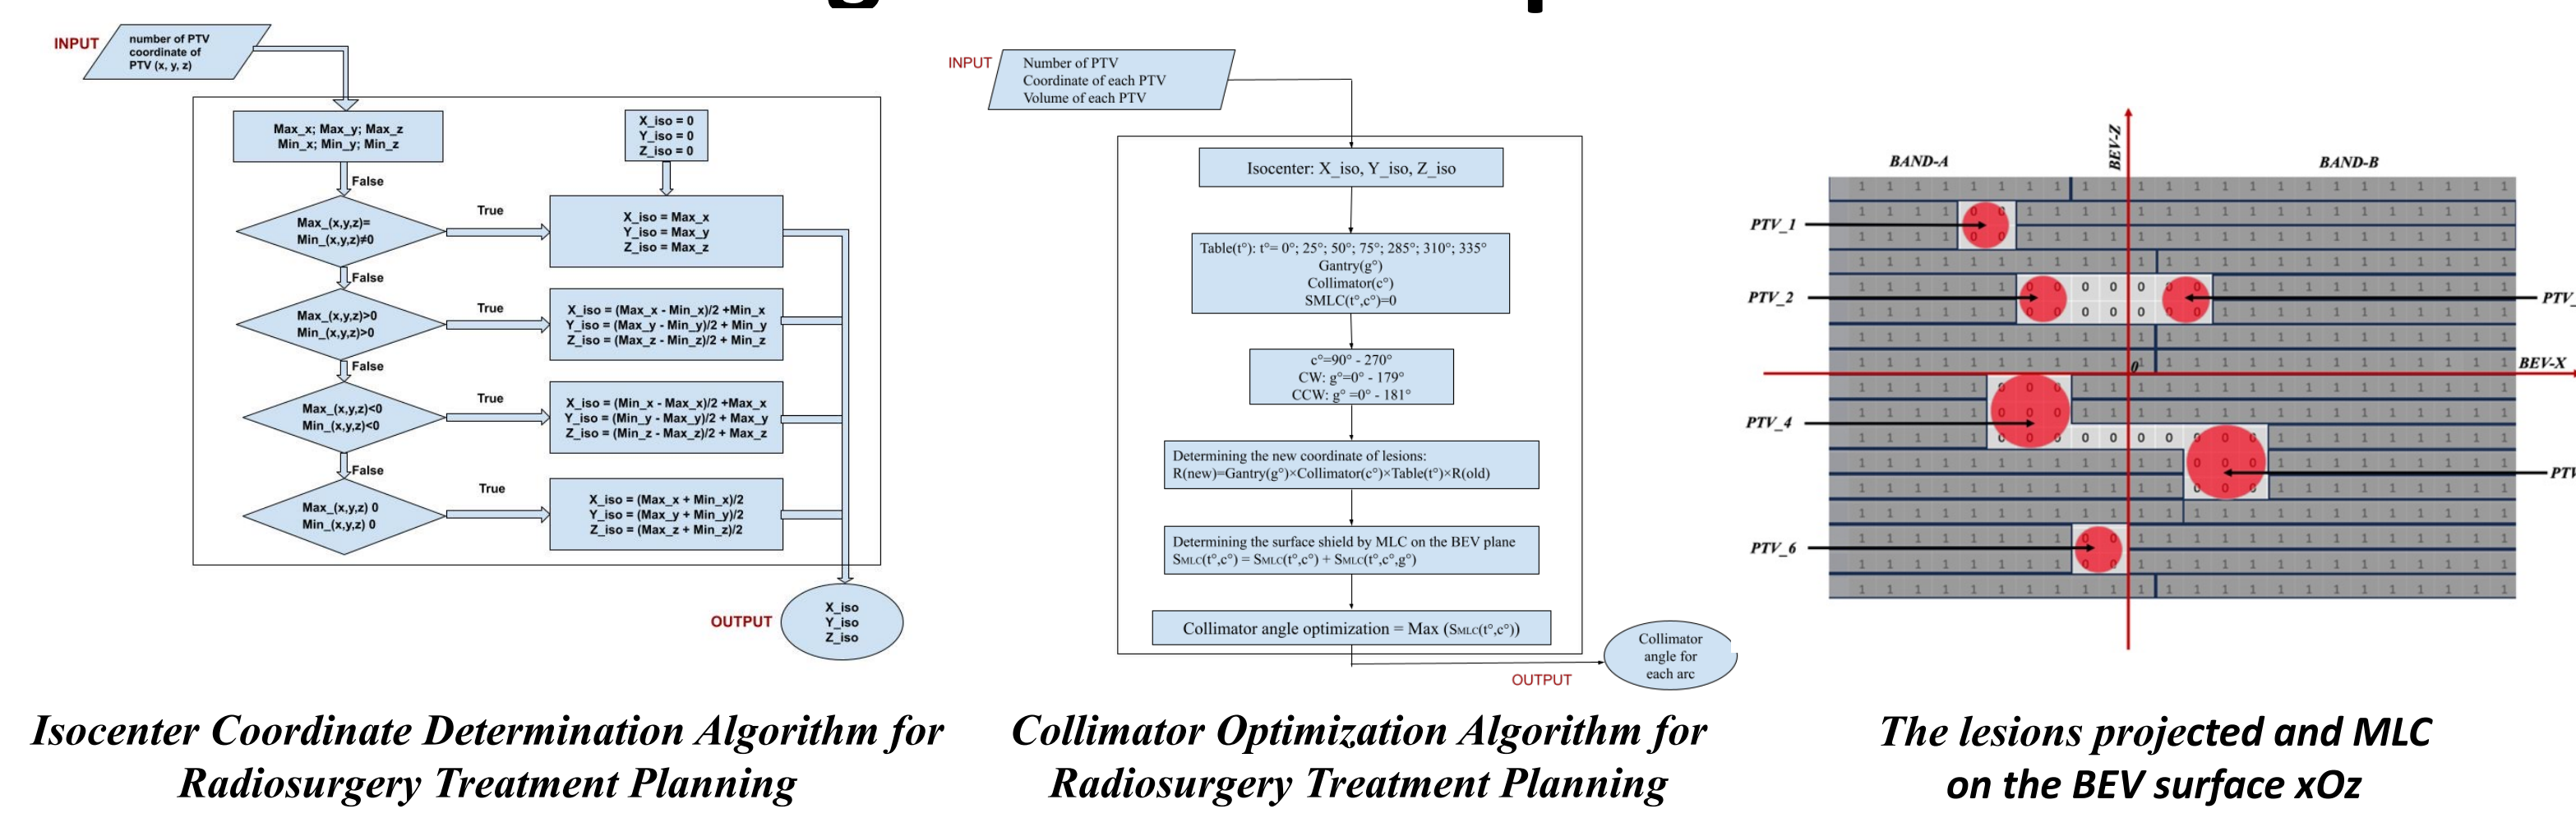 INPUT
number of PTV
coordinate of
PTV (x, y, z)
Max_x; Max_y; Max_z
Min_x; Min_y; Min_z
X_iso = 0
Y_iso = 0
Z_iso = 0
False
Max_(x,y,z)=
Min_(x,y,z)≠0
True
X_iso = Max_x
Y_iso = Max_y
Z_iso = Max_z
False
Max_(x,y,z)>0
Min_(x,y,z)>0
True
X_iso = (Max_x - Min_x)/2 +Min_x
Y_iso = (Max_y - Min_y)/2 + Min_y
Z_iso = (Max_z - Min_z)/2 + Min_z
False
Max_(x,y,z)<0
Min_(x,y,z)<0
True
X_iso = (Min_x - Max_x)/2 +Max_x
Y_iso = (Min_y - Max_y)/2 + Max_y
Z_iso = (Min_z - Max_z)/2 + Max_z
False
Max_(x,y,z) 0
Min_(x,y,z) 0
True
X_iso = (Max_x + Min_x)/2
Y_iso = (Max_y + Min_y)/2
Z_iso = (Max_z + Min_z)/2
OUTPUT
X_iso
Y_iso
Z_iso
Isocenter Coordinate Determination Algorithm for
Radiosurgery Treatment Planning
INPUT
Number of PTV
Coordinate of each PTV
Volume of each PTV
Isocenter: X_iso, Y_iso, Z_iso
Table(t°): t°= 0°; 25°; 50°; 75°; 285°; 310°; 335°
Gantry(g°)
Collimator(c°)
SMLC(t°,c°)=0
c°=90° - 270°
CW: g°=0° - 179°
CCW: g° =0° - 181°
Determining the new coordinate of lesions:
R(new)=Gantry(g°)×Collimator(c°)×Table(t°)×R(old)
Determining the surface shield by MLC on the BEV plane
SMLC(t°,c°) = SMLC(t°,c°) + SMLC(t°,c°,g°)
Collimator angle optimization = Max (SMLC(t°,c°))
Collimator
angle for
each arc
OUTPUT
Collimator Optimization Algorithm for
Radiosurgery Treatment Planning
BEV-Z
BAND-A
BAND-B
PTV_1
PTV_2
PTV_
BEV-X
0
PTV_4
PTV
PTV_6
The lesions projected and MLC
on the BEV surface xOz